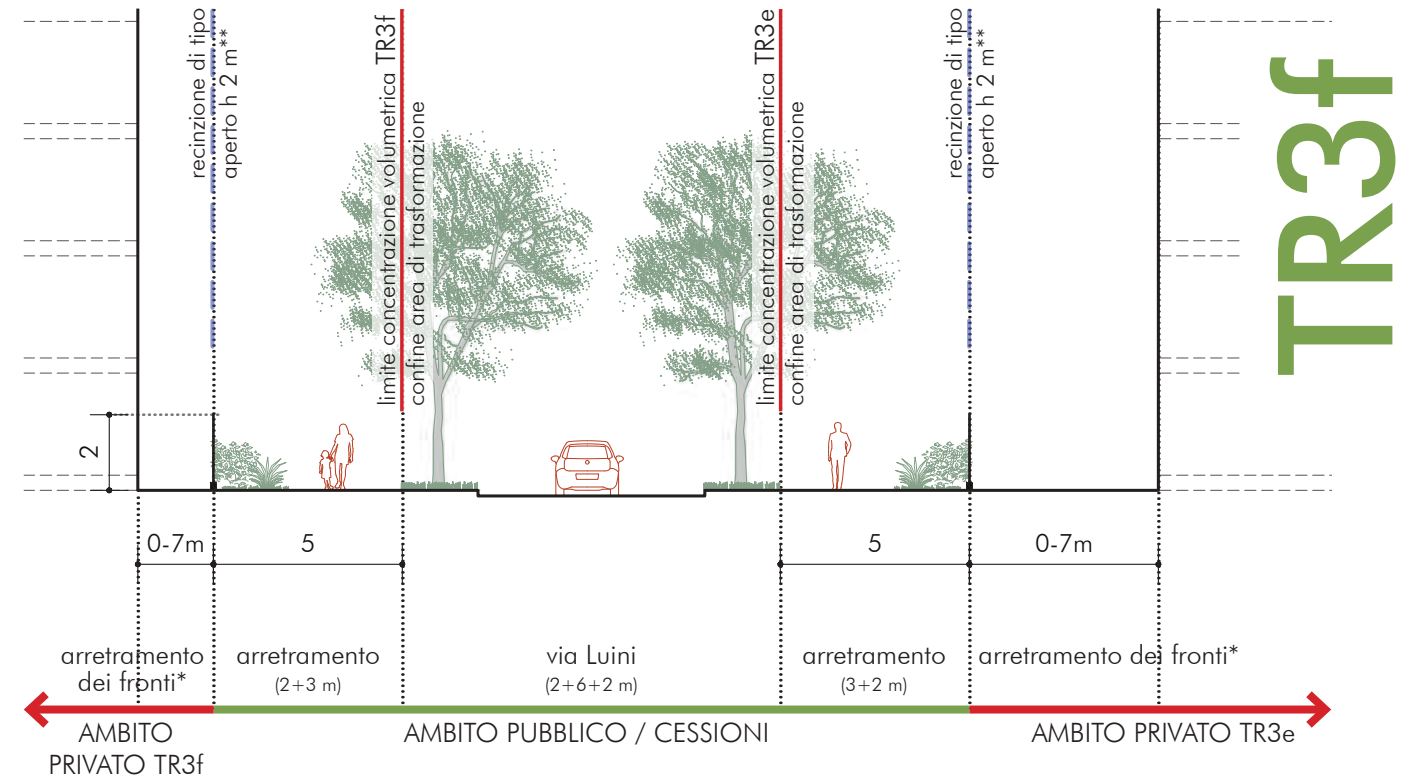 recinzione di tipo
aperto h 2 m**
limite concentrazione volumetrica TR3f
confine area di trasformazione
limite concentrazione volumetrica TR3e
confine area di trasformazione
recinzione di tipo
aperto h 2 m**
TR3f
2
0-7m
5
5
0-7m
arretramento
dei fronti*
arretramento
(2+3 m)
via Luini
(2+6+2 m)
arretramento
(3+2 m)
arretramento dei fronti*
AMBITO
PRIVATO TR3f
AMBITO PUBBLICO / CESSIONI
AMBITO PRIVATO TR3e